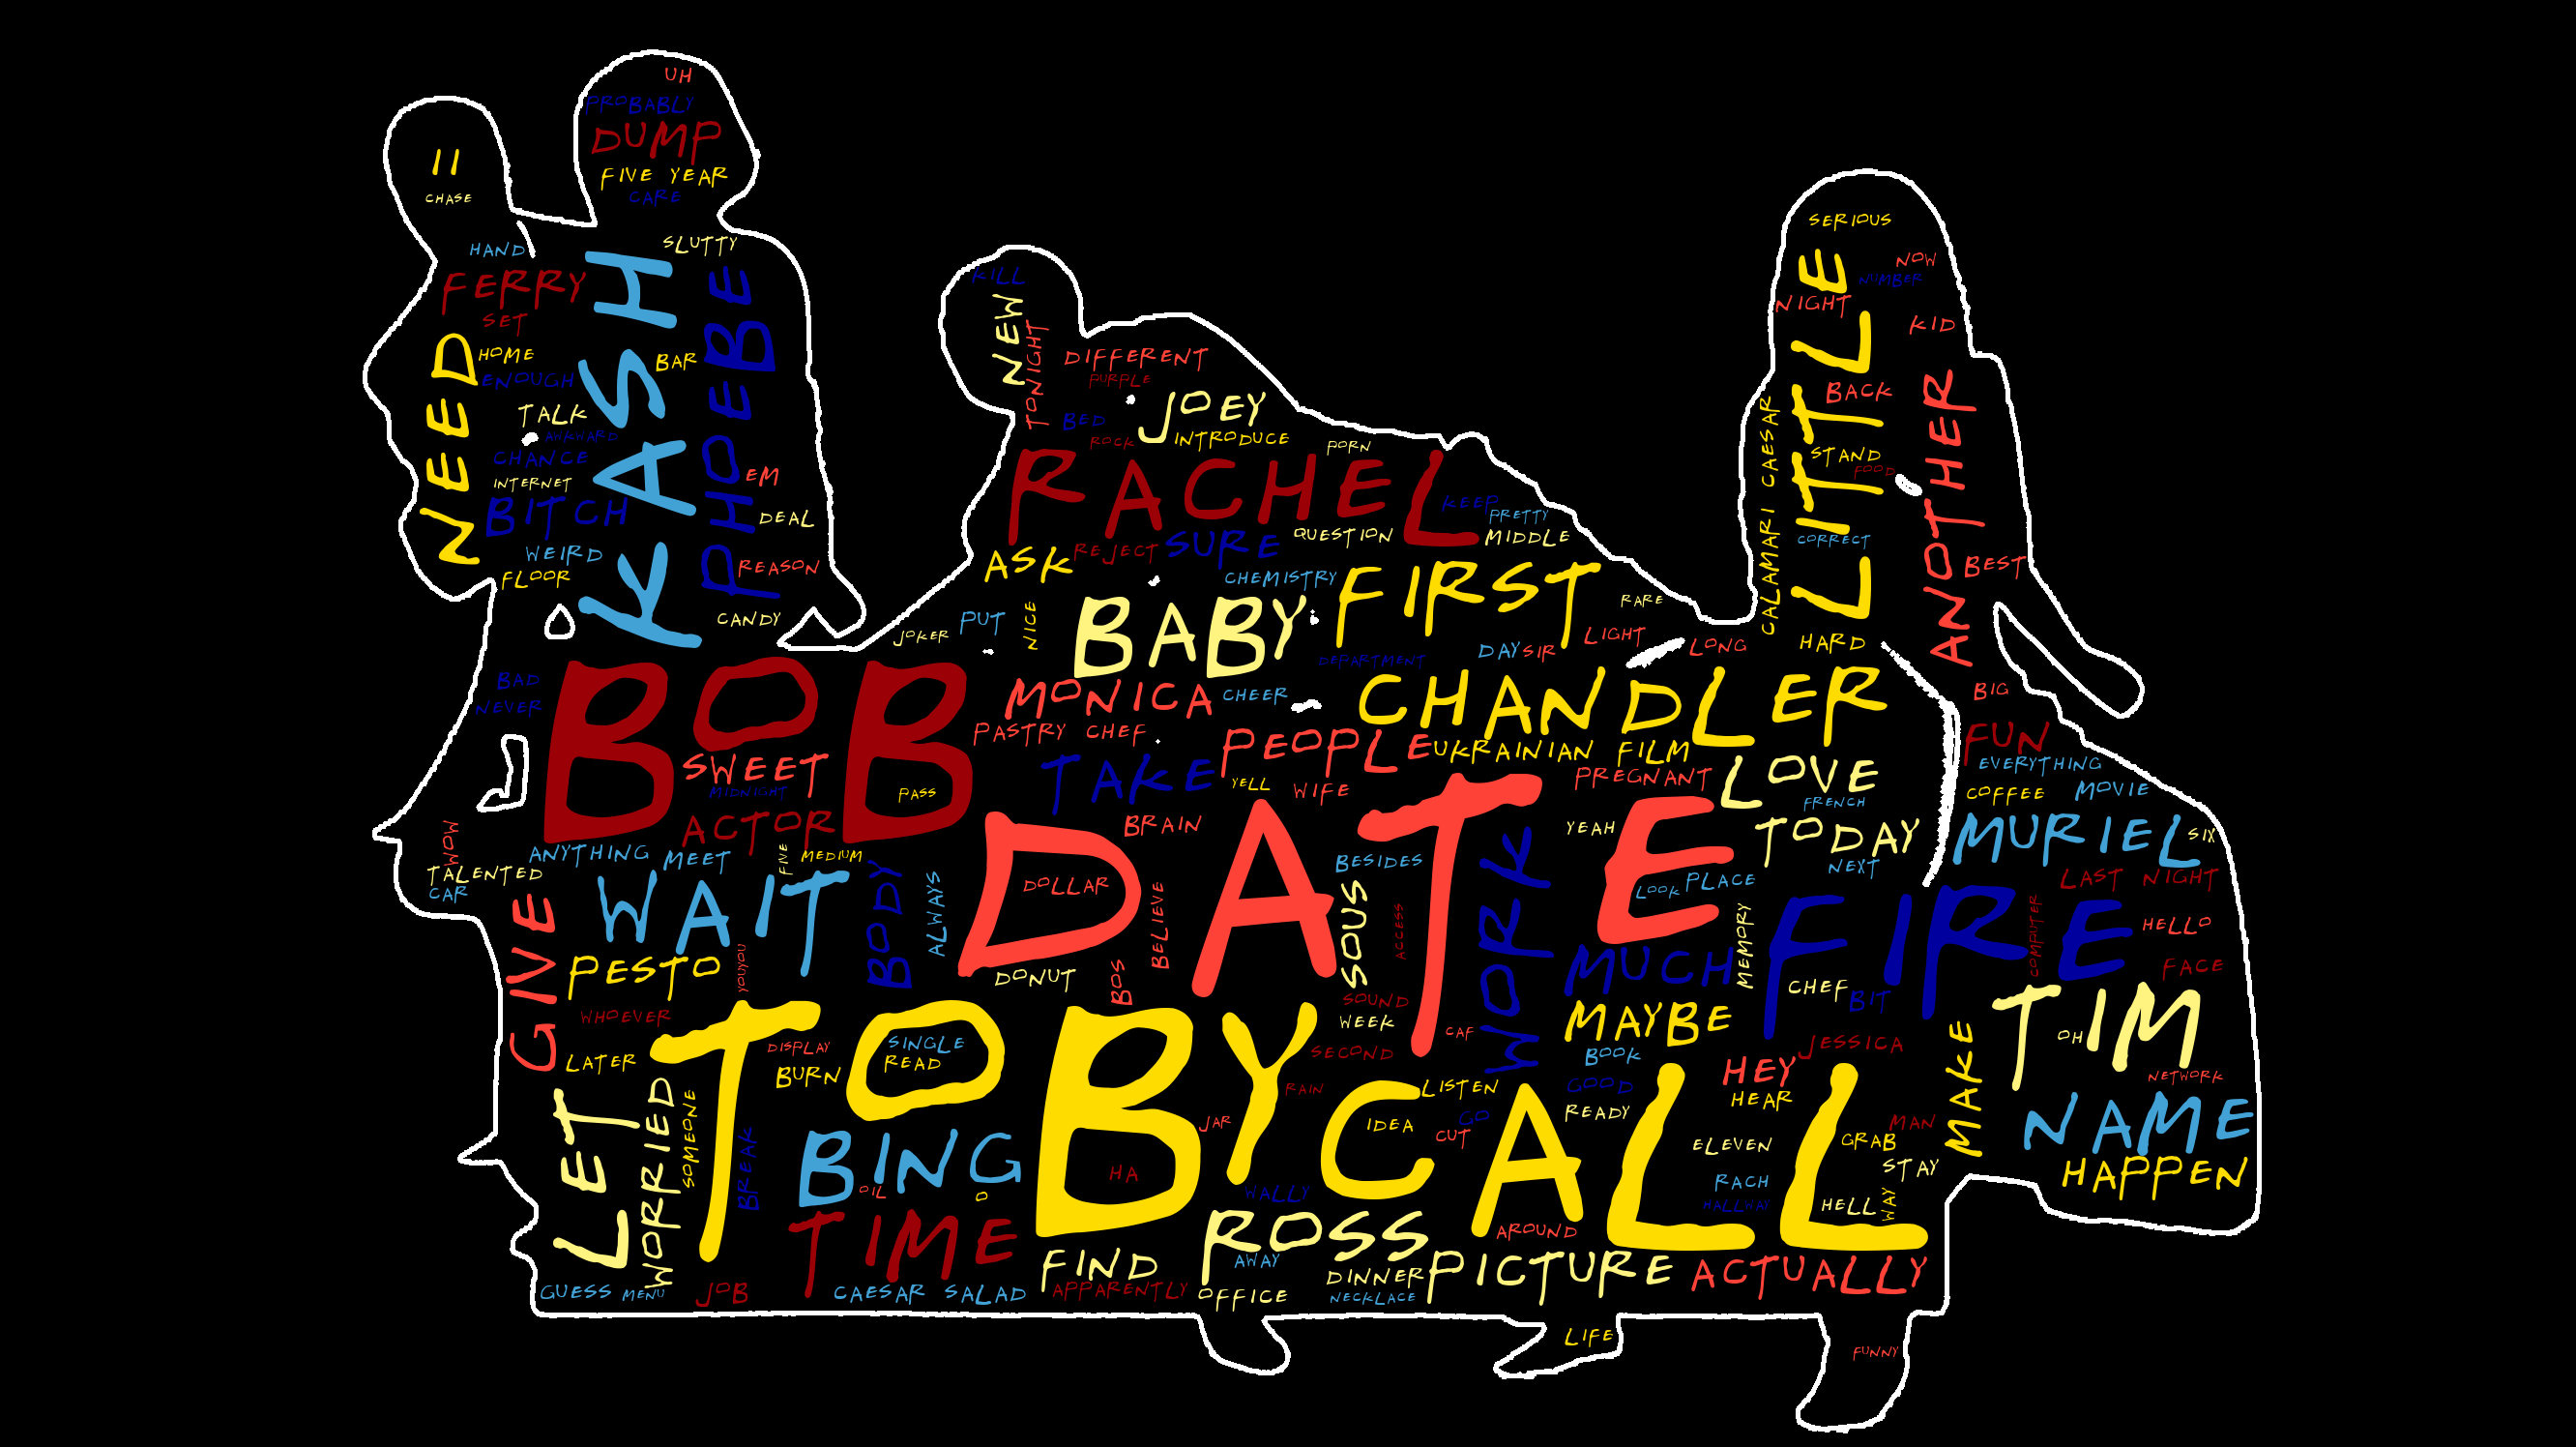 UH
PROBABLY
DUMP
FIVE YEAR
CARE
II
CHASE
HAND
SLUTTY
FERRY
SET
KASH
PHOEBE
NEED
HOME
BAR
ENOUGH
TALK
AWKWARD
CHANCE
INTERNET
EM
BITCH
DEAL
WEIRD
REASON
FLOOR
CANDY
KILL
NEW
TONIGHT
DIFFERENT
PURPLE
BED
JOEY
ROCK
INTRODUCE
PORN
RACHEL
KEEP
PRETTY
ASK
REJECT
SURE
QUESTION
MIDDLE
CHEMISTRY
FIRST
RARE
JOKER
PUT
NICE
BABY
DEPARTMENT
DAY
SIR
LIGHT
LONG
SERIOUS
NOW
NUMBER
LITTLE
NIGHT
KID
BACK
ANOTHER
CALAMARI CAESAR
STAND
FOOD
CORRECT
BEST
HARD
BIG
BAD
NEVER
BOB
SWEET
MIDNIGHT
PASS
ACTOR
MONICA
CHEER
CHANDLER
PASTRY CHEF
PEOPLE
UKRAINIAN FILM
TAKE
YELL
WIFE
PREGNANT
LOVE
FRENCH
FUN
EVERYTHING
COFFEE
MOVIE
WOW
TALENTED
CAR
ANYTHING
MEET
FIVE
MEDIUM
BRAIN
DATE
YEAH
TODAY
MURIEL
SIX
BESIDES
NEXT
GIVE
WAIT
BODY
ALWAYS
DOLLAR
BELIEVE
SOUS
ACCESS
WORK
LOOK
PLACE
LAST NIGHT
PESTO
YOUYOU
DONUT
BOS
MUCH
MEMORY
FIRE
COMPUTER
HELLO
FACE
CHEF
BIT
WHOEVER
SOUND
WEEK
CAF
MAYBE
TIM
OH
LATER
TOBY
DISPLAY
BURN
SINGLE
READ
SECOND
BOOK
HEY
JESSICA
MAKE
NETWORK
LET
WORRIED
SOMEONE
BREAK
RAIN
CALL
LISTEN
GOOD
HEAR
GO
READY
JAR
IDEA
CUT
MAN
NAME
BING
OIL
O
HA
ELEVEN
GRAB
STAY
HAPPEN
WALLY
RACH
HALLWAY
HELL
WAY
TIME
ROSS
AROUND
FIND
AWAY
DINNER
PICTURE
ACTUALLY
GUESS
MENU
JOB
CAESAR SALAD
APPARENTLY
OFFICE
NECKLACE
LIFE
FUNNY